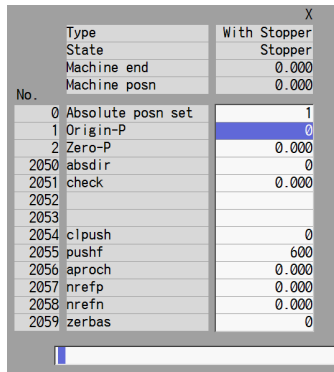 X
Type With Stopper
State Stopper
Machine end 0.000
Machine posn 0.000
No.
0 Absolute posn set 1
1 Origin-P 0
2 Zero-P 0.000
2050 absdir 0
2051 check 0.000
2052
2053
2054 clpush 0
2055 pushf 600
2056 aproch 0.000
2057 nrefp 0.000
2058 nrefn 0.000
2059 zerbas 0